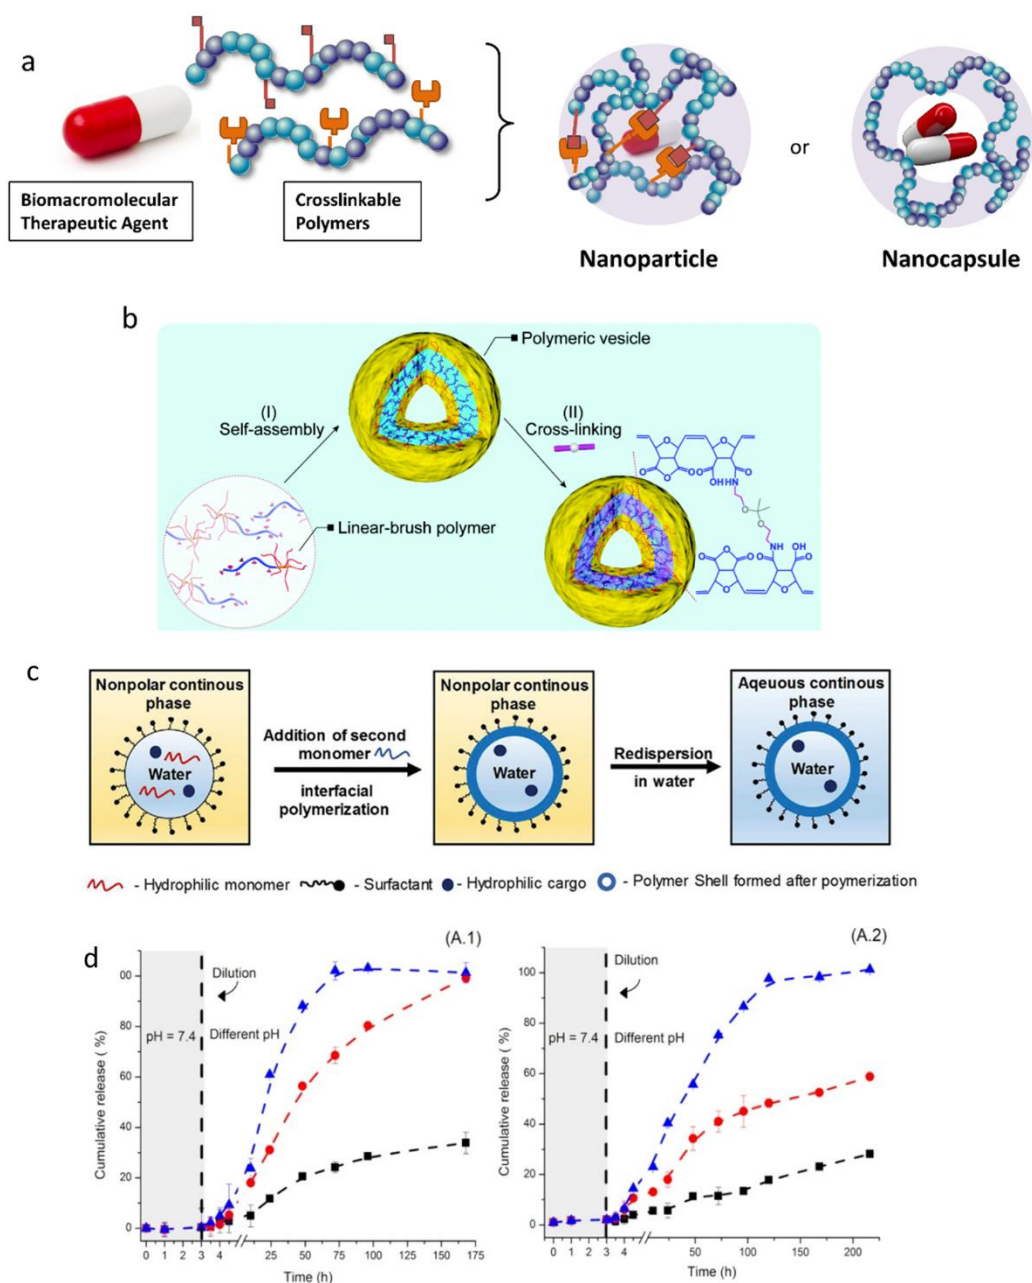 a
Biomacromolecular
Therapeutic Agent
Crosslinkable
Polymers
or
Nanoparticle
Nanocapsule
b
Polymeric vesicle
(I)
Self-assembly
(II)
Cross-linking
Linear-brush polymer
O
O
O
O
O
O
OH
HN
O
O
O
NH
O
OH
O
O
O
O
O
c
Nonpolar continous
phase
Water
Addition of second
monomer
interfacial
polymerization
Nonpolar continous
phase
Water
Redispersion
in water
Aqeuous continous
phase
Water
- Hydrophilic monomer
- Surfactant
- Hydrophilic cargo
- Polymer Shell formed after poymerization
d
(A.1)
Dilution
pH = 7.4
Different pH
Cumulative release ( %)
00
80
60
40
20
0
0 1 3 4 25 50 75 100 125 150 175
Time (h)
(A.2)
Dilution
pH = 7.4
Different pH
Cumulative release ( %)
100
80
60
40
20
0
0 1 3 4 50 100 150 200
Time (h)